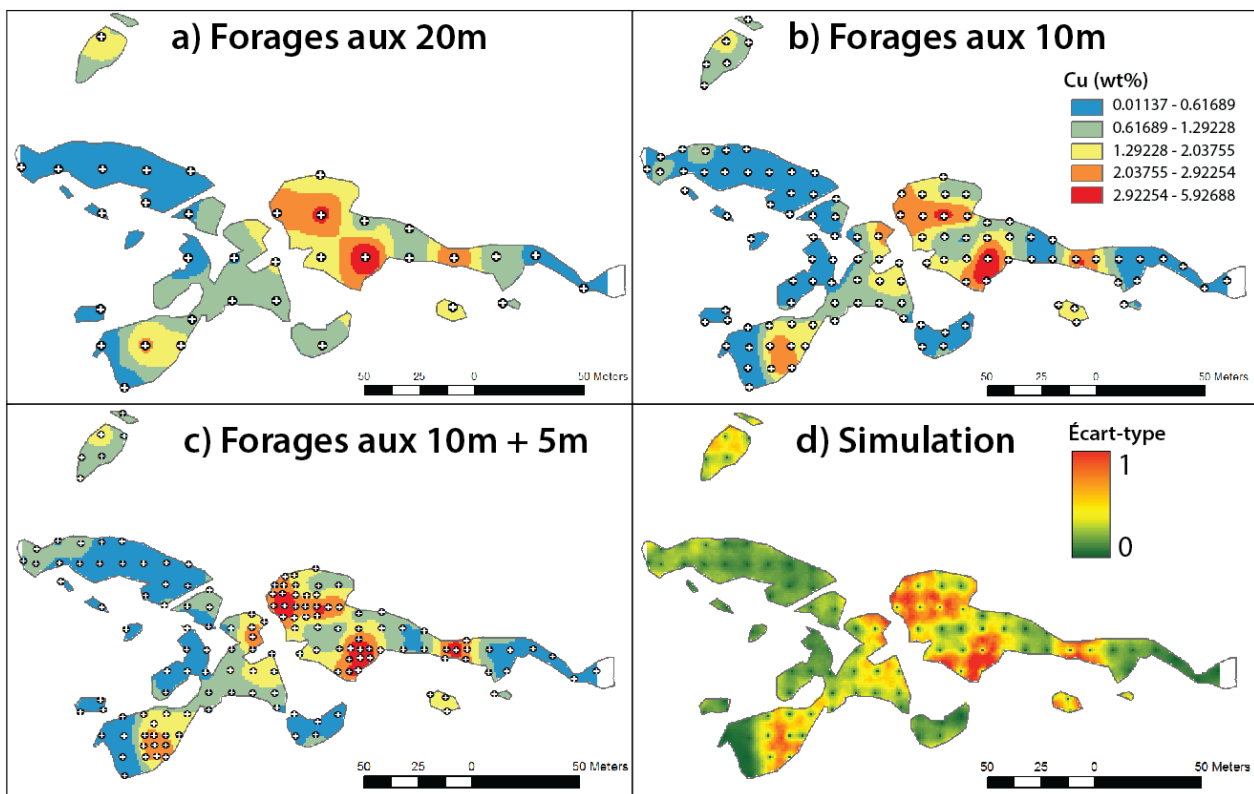 a) Forages aux 20m
50 25 0 50 Meters
b) Forages aux 10m
Cu (wt%)
0.01137 - 0.61689
0.61689 - 1.29228
1.29228 - 2.03755
2.03755 - 2.92254
2.92254 - 5.92688
50 25 0 50 Meters
c) Forages aux 10m + 5m
50 25 0 50 Meters
d) Simulation
Écart-type
1
0
50 25 0 50 Meters